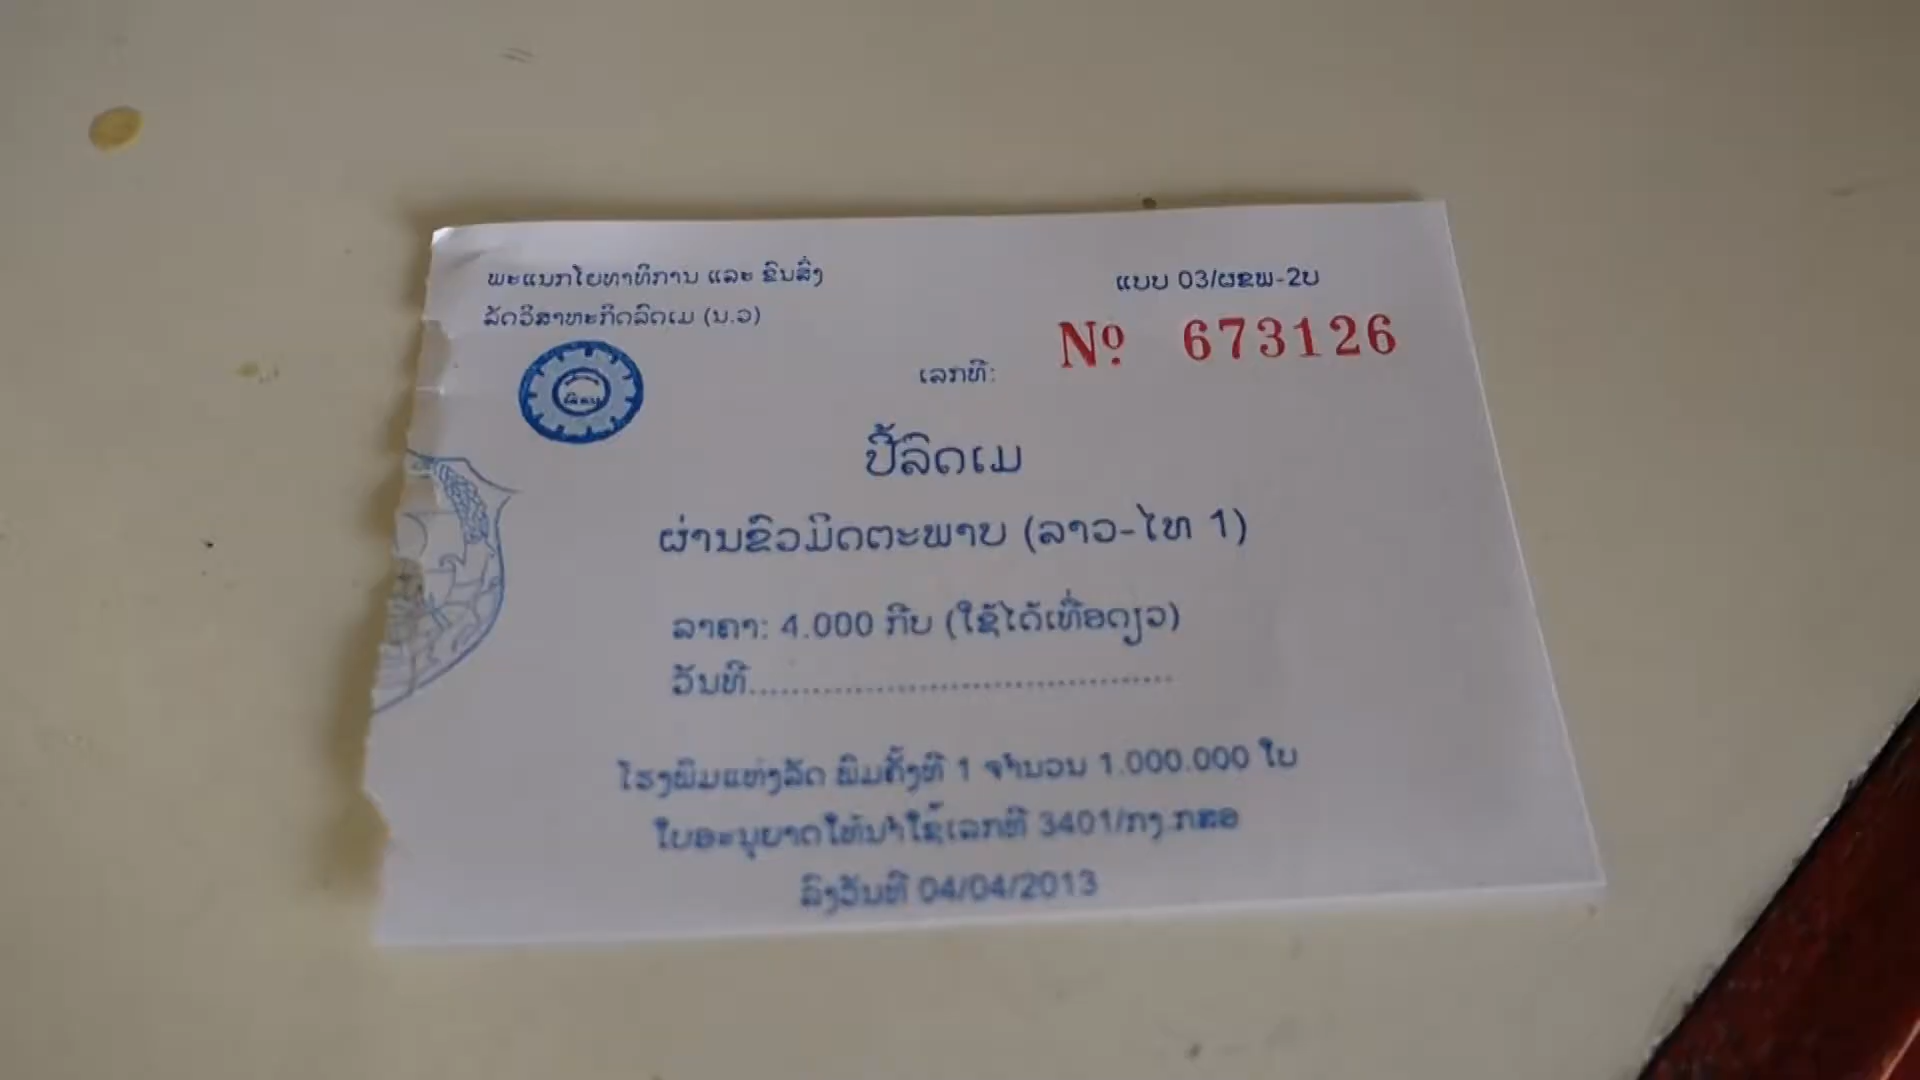 ພະແນກໂຍທາທິການ ແລະ ຂົນສົ່ງ
ລັດວິສາຫະກິດລົດເມ (ນ.ວ)
ແບບ 03/ຜຂພ-2ບ
ເລກທີ:
Nº 673126
ປີ້ລົດເມ
ຜ່ານຂົວມິດຕະພາບ (ລາວ-ໄທ 1)
ລາຄາ: 4.000 ກີບ (ໃຊ້ໄດ້ເທື່ອດຽວ)
ວັນທີ........................................
ໂຮງພິມແຫ່ງລັດ ພິມຄັ້ງທີ 1 ຈຳນວນ 1.000.000 ໃບ
ໃບອະນຸຍາດໃຫ້ນຳໃຊ້ເລກທີ 3401/ກງ.ກສອ
ລົງວັນທີ 04/04/2013